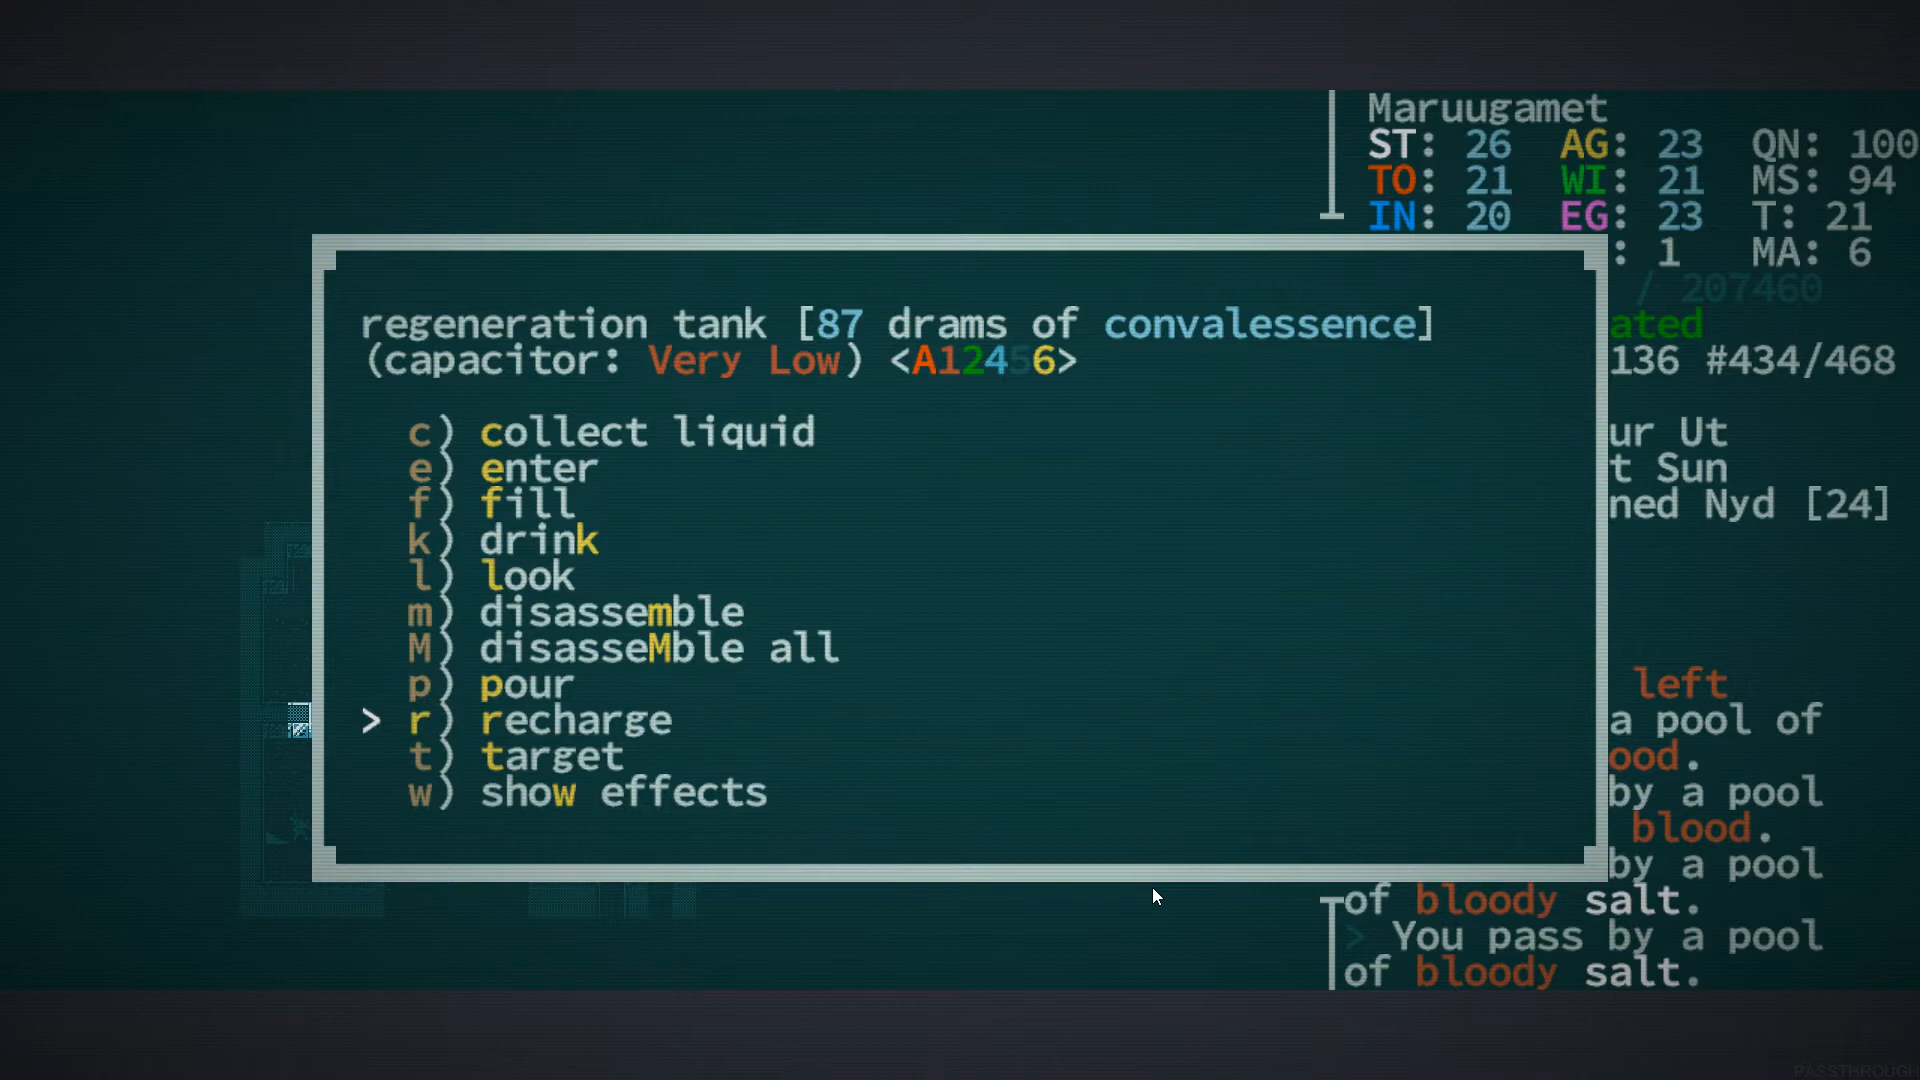 Maruugamet
ST: 26 AG: 23 QN: 100
TO: 21 WI: 21 MS: 94
IN: 20 EG: 23 T: 21
: 1 MA: 6
/ 207460
ated
136 #434/468
ur Ut
t Sun
ned Nyd [24]
regeneration tank [87 drams of convalessence]
(capacitor: Very Low) <A12456>
c) collect liquid
e) enter
f) fill
k) drink
l) look
m) disassemble
M) disasseMble all
p) pour
> r) recharge
t) target
w) show effects
left
a pool of
ood.
by a pool
blood.
by a pool
of bloody salt.
> You pass by a pool
of bloody salt.
PASSTHROUGH